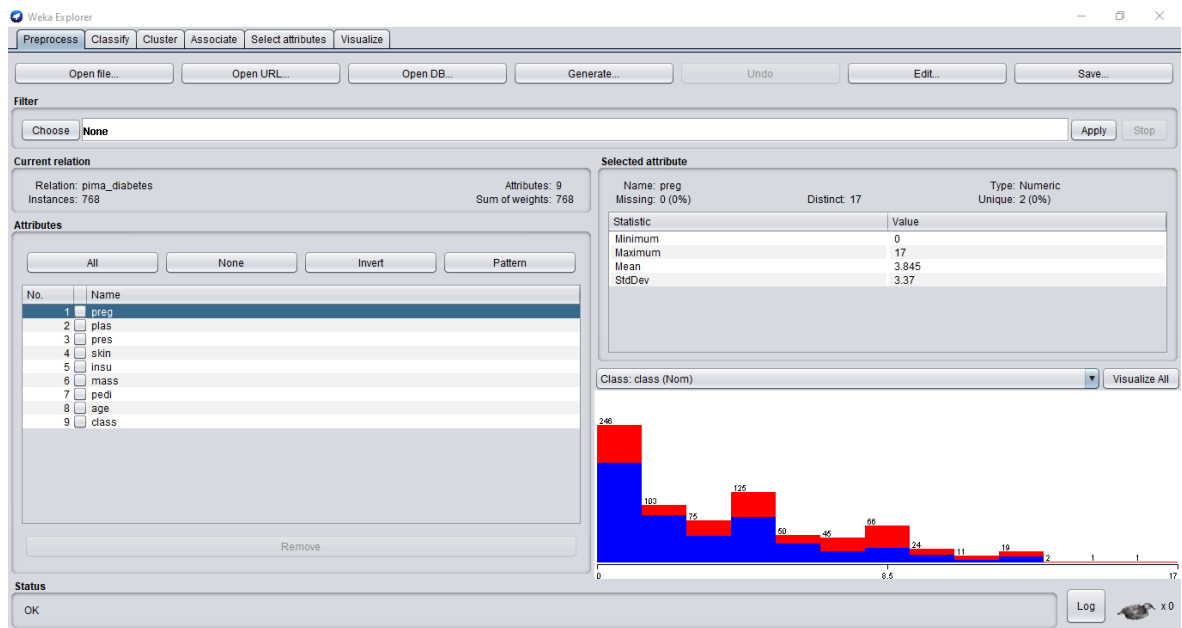 Weka Explorer
Preprocess Classify Cluster Associate Select attributes Visualize
Open file... Open URL... Open DB... Generate... Undo Edit... Save...
Filter
Choose None Apply Stop
Current relation
Relation: pima_diabetes Attributes: 9
Instances: 768 Sum of weights: 768
Attributes
All None Invert Pattern
No. Name
1 preg
2 plas
3 pres
4 skin
5 insu
6 mass
7 pedi
8 age
9 class
Remove
Selected attribute
Name: preg Type: Numeric
Missing: 0 (0%) Distinct: 17 Unique: 2 (0%)
Statistic Value
Minimum 0
Maximum 17
Mean 3.845
StdDev 3.37
Class: class (Nom) Visualize All
246
103
75
125
50
45
66
24
11
19
2
1
1
0 8.5 17
Status
OK Log x 0